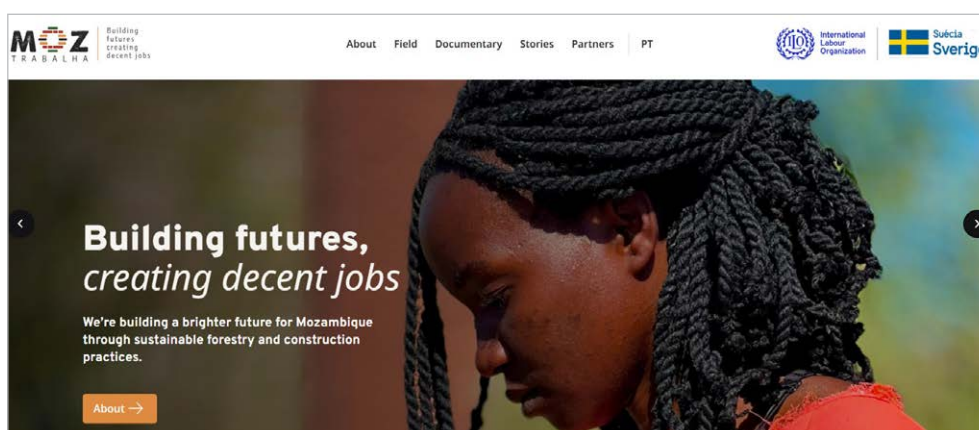 MOZ
TRABALHA
Building
futures
creating
decent jobs
About Field Documentary Stories Partners PT
International
Labour
Organization
Suécia
Sverig
Building futures,
creating decent jobs
We're building a brighter future for Mozambique
through sustainable forestry and construction
practices.
About →